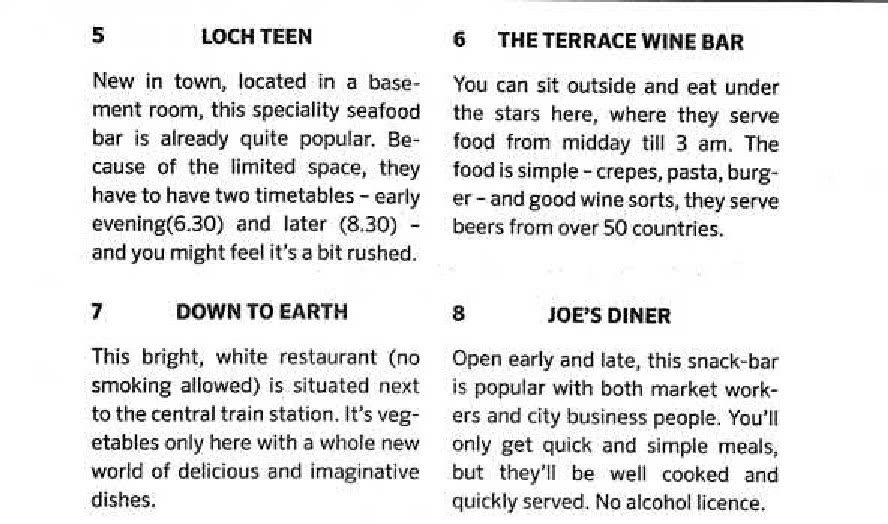 5 LOCH TEEN
New in town, located in a base-
ment room, this speciality seafood
bar is already quite popular. Be-
cause of the limited space, they
have to have two timetables – early
evening(6.30) and later (8.30) –
and you might feel it's a bit rushed.
6 THE TERRACE WINE BAR
You can sit outside and eat under
the stars here, where they serve
food from midday till 3 am. The
food is simple – crepes, pasta, burg-
er – and good wine sorts, they serve
beers from over 50 countries.
7 DOWN TO EARTH
This bright, white restaurant (no
smoking allowed) is situated next
to the central train station. It's veg-
etables only here with a whole new
world of delicious and imaginative
dishes.
8 JOE'S DINER
Open early and late, this snack-bar
is popular with both market work-
ers and city business people. You'll
only get quick and simple meals,
but they'll be well cooked and
quickly served. No alcohol licence.